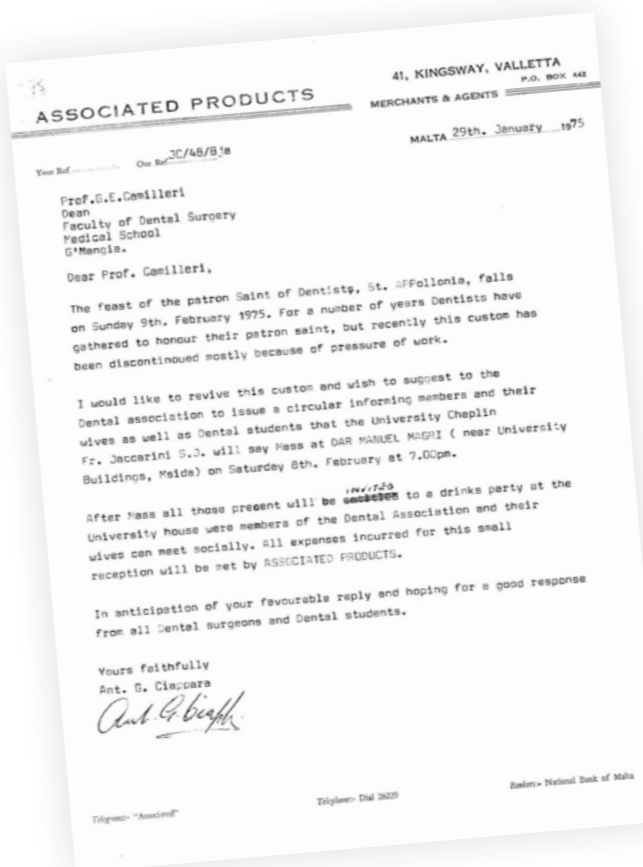 ASSOCIATED PRODUCTS
41, KINGSWAY, VALLETTA
P.O. BOX 442
MERCHANTS & AGENTS
MALTA 29th. January 1975
Your Ref Our Ref JC/48/Bja
Prof.G.E.Camilleri
Dean
Faculty of Dental Surgery
Medical School
G'Mangia.
Dear Prof. Camilleri,
The feast of the patron Saint of Dentists, St. APPollonia, falls
on Sunday 9th. February 1975. For a number of years Dentists have
gathered to honour their patron saint, but recently this custom has
been discontinoued mostly because of pressure of work.
I would like to revive this custom and wish to suggest to the
Dental association to issue a circular informing members and their
wives as well as Dental students that the University Chaplin
Fr. Jaccarini S.J. will say Mass at DAR MANUEL MAGRI ( near University
Buildings, Msida) on Saturday 8th. February at 7.00pm.
After Mass all those present will be invited to a drinks party at the
University house were members of the Dental Association and their
wives can meet socially. All expenses incurred for this small
reception will be met by ASSOCIATED PRODUCTS.
In anticipation of your favourable reply and hoping for a good response
from all Dental surgeons and Dental students.
Yours faithfully
Ant. G. Ciappara
Telegrams:- "Associated"
Telephone:- Dial 26220
Bankers:- National Bank of Malta